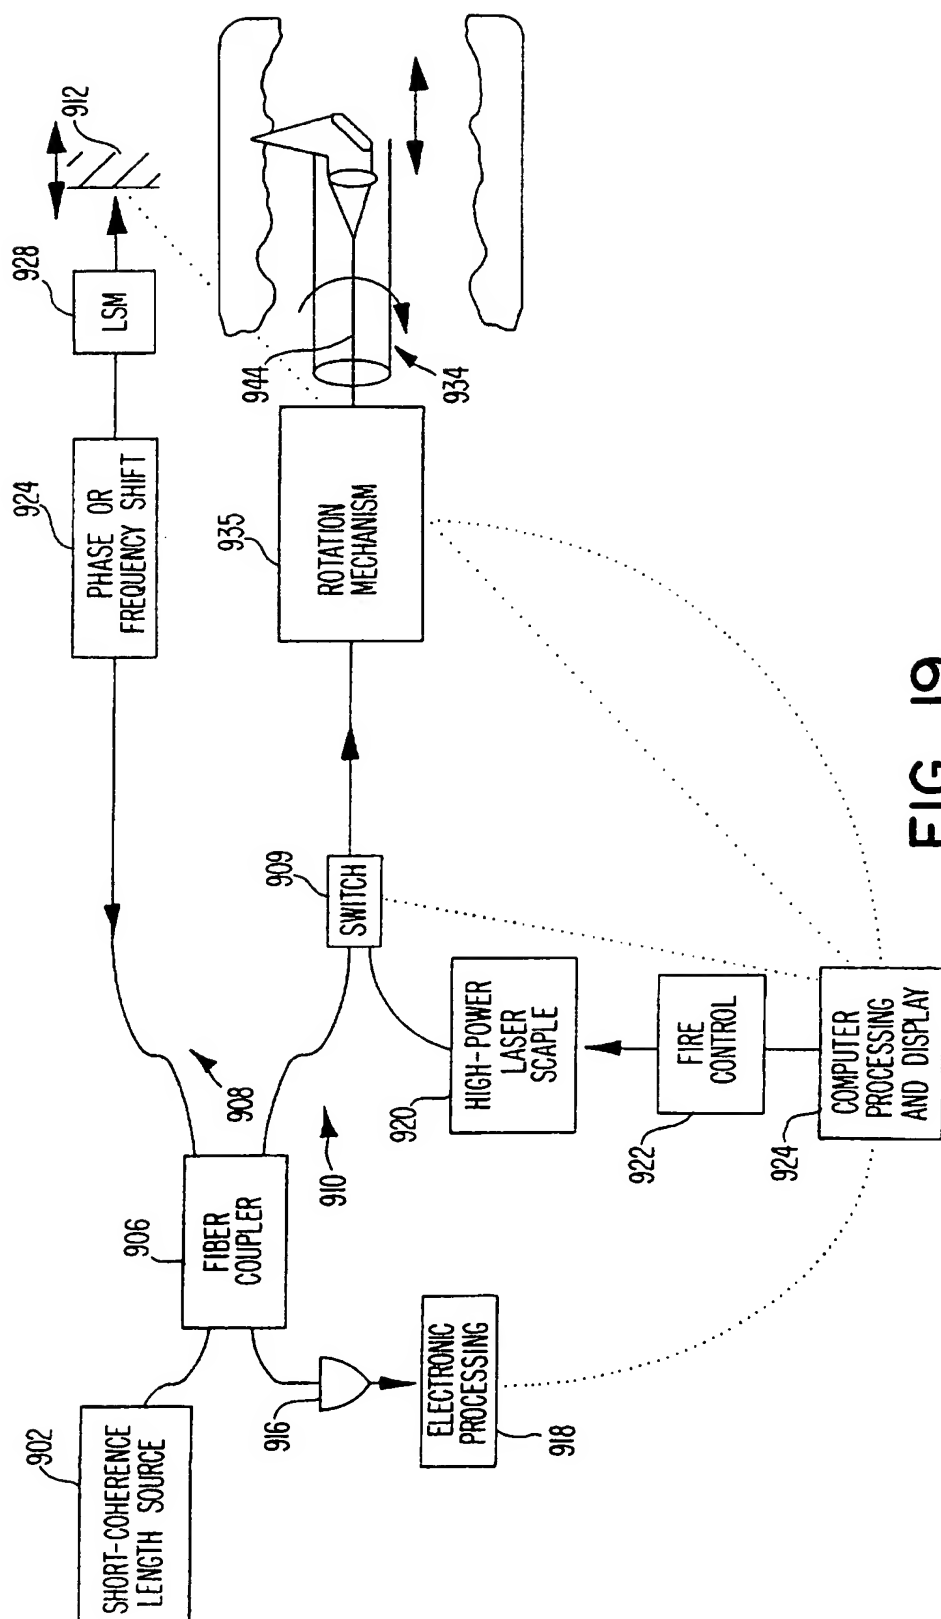 902
SHORT-COHERENCE
LENGTH SOURCE
906
FIBER
COUPLER
916
ELECTRONIC
PROCESSING
918
908
910
924
PHASE OR
FREQUENCY SHIFT
928
LSM
912
909
SWITCH
935
ROTATION
MECHANISM
944
934
HIGH-POWER
LASER
SCAPLE
920
FIRE
CONTROL
922
COMPUTER
PROCESSING
AND DISPLAY
924
FIG. 19